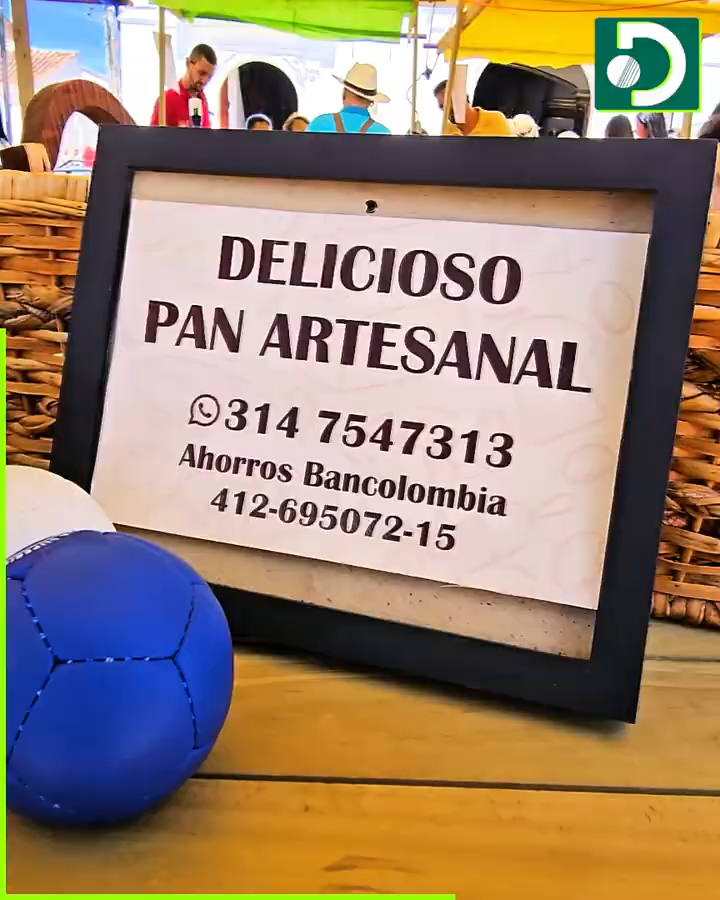 DELICIOSO
PAN ARTESANAL
314 7547313
Ahorros Bancolombia
412-695072-15